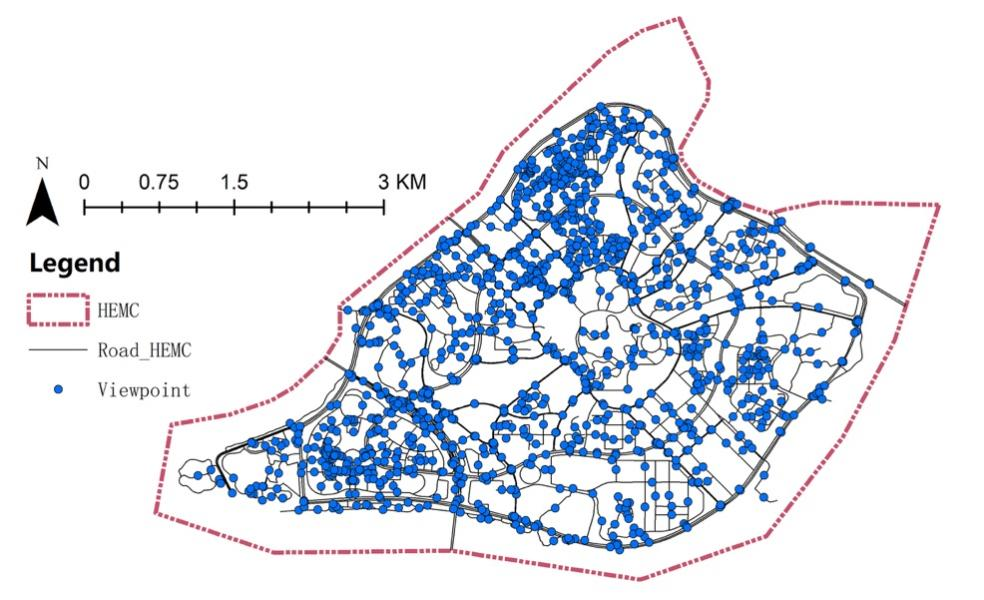 N
0 0.75 1.5 3 KM
Legend
HEMC
Road_HEMC
Viewpoint